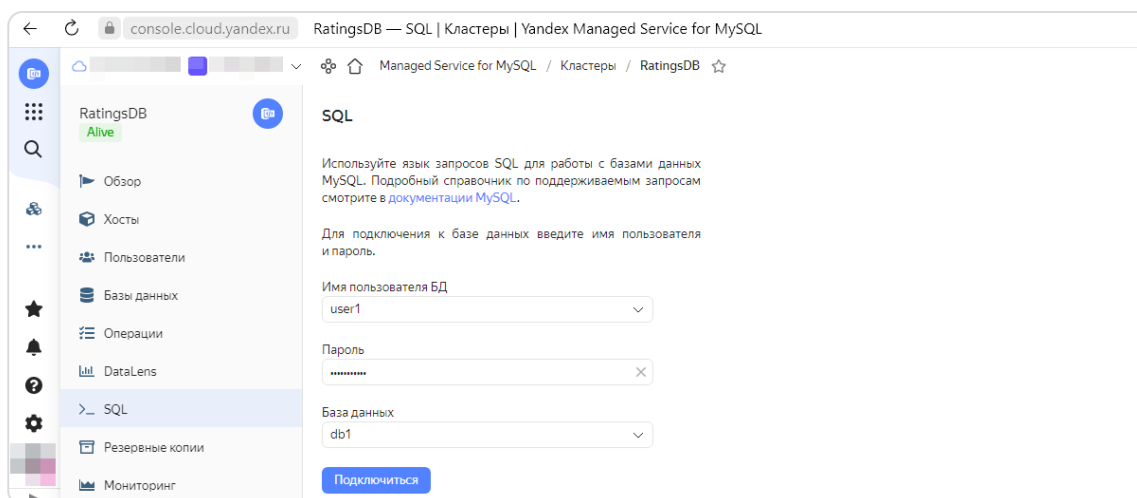 console.cloud.yandex.ru RatingsDB — SQL | Кластеры | Yandex Managed Service for MySQL
Managed Service for MySQL / Кластеры / RatingsDB
RatingsDB
Alive
Обзор
Хосты
Пользователи
Базы данных
Операции
DataLens
SQL
Резервные копии
Мониторинг
SQL
Используйте язык запросов SQL для работы с базами данных
MySQL. Подробный справочник по поддерживаемым запросам
смотрите в документации MySQL.
Для подключения к базе данных введите имя пользователя
и пароль.
Имя пользователя БД
user1
Пароль
•••••••••••
База данных
db1
Подключиться